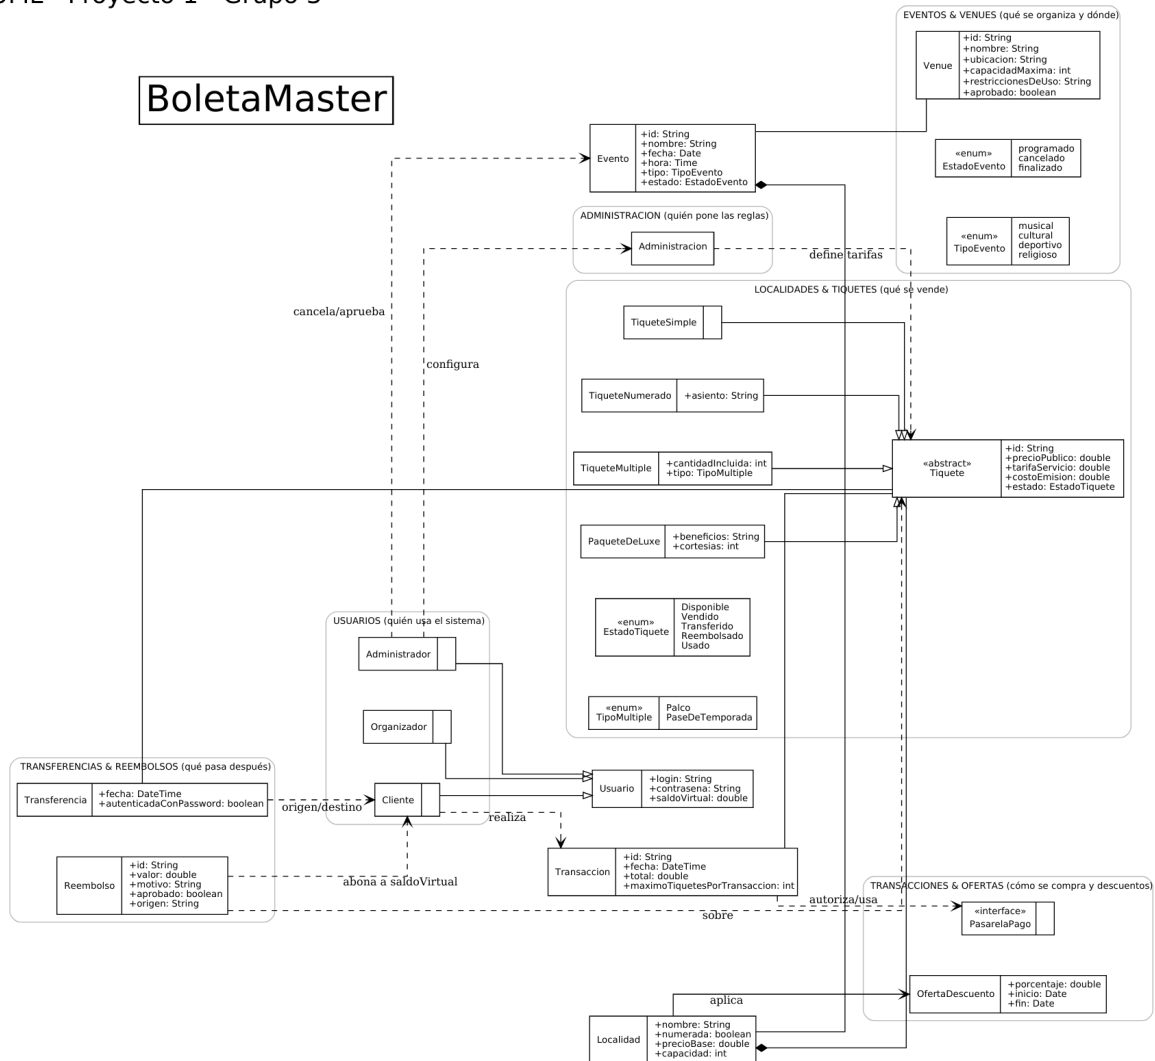 BoletaMaster
EVENTOS & VENUES (qué se organiza y dónde)
Venue
+id: String
+nombre: String
+ubicacion: String
+capacidadMaxima: int
+restriccionesDeUso: String
+aprobado: boolean
Evento
+id: String
+nombre: String
+fecha: Date
+hora: Time
+tipo: TipoEvento
+estado: EstadoEvento
«enum»
EstadoEvento
programado
cancelado
finalizado
«enum»
TipoEvento
musical
cultural
deportivo
religioso
ADMINISTRACION (quién pone las reglas)
Administracion
define tarifas
cancela/aprueba
configura
LOCALIDADES & TIQUETES (qué se vende)
TiqueteSimple
TiqueteNumerado
+asiento: String
TiqueteMultiple
+cantidadIncluida: int
+tipo: TipoMultiple
«abstract»
Tiquete
+id: String
+precioPublico: double
+tarifaServicio: double
+costoEmision: double
+estado: EstadoTiquete
PaqueteDeLuxe
+beneficios: String
+cortesias: int
«enum»
EstadoTiquete
Disponible
Vendido
Transferido
Reembolsado
Usado
«enum»
TipoMultiple
Palco
PaseDeTemporada
USUARIOS (quién usa el sistema)
Administrador
Organizador
Cliente
Usuario
+login: String
+contrasena: String
+saldoVirtual: double
TRANSFERENCIAS & REEMBOLSOS (qué pasa después)
Transferencia
+fecha: DateTime
+autenticadaConPassword: boolean
origen/destino
realiza
Reembolso
+id: String
+valor: double
+motivo: String
+aprobado: boolean
+origen: String
abona a saldoVirtual
sobre
Transaccion
+id: String
+fecha: DateTime
+total: double
+maximoTiquetesPorTransaccion: int
autoriza/usa
TRANSACCIONES & OFERTAS (cómo se compra y descuentos)
«interface»
PasarelaPago
OfertaDescuento
+porcentaje: double
+inicio: Date
+fin: Date
aplica
Localidad
+nombre: String
+numerada: boolean
+precioBase: double
+capacidad: int